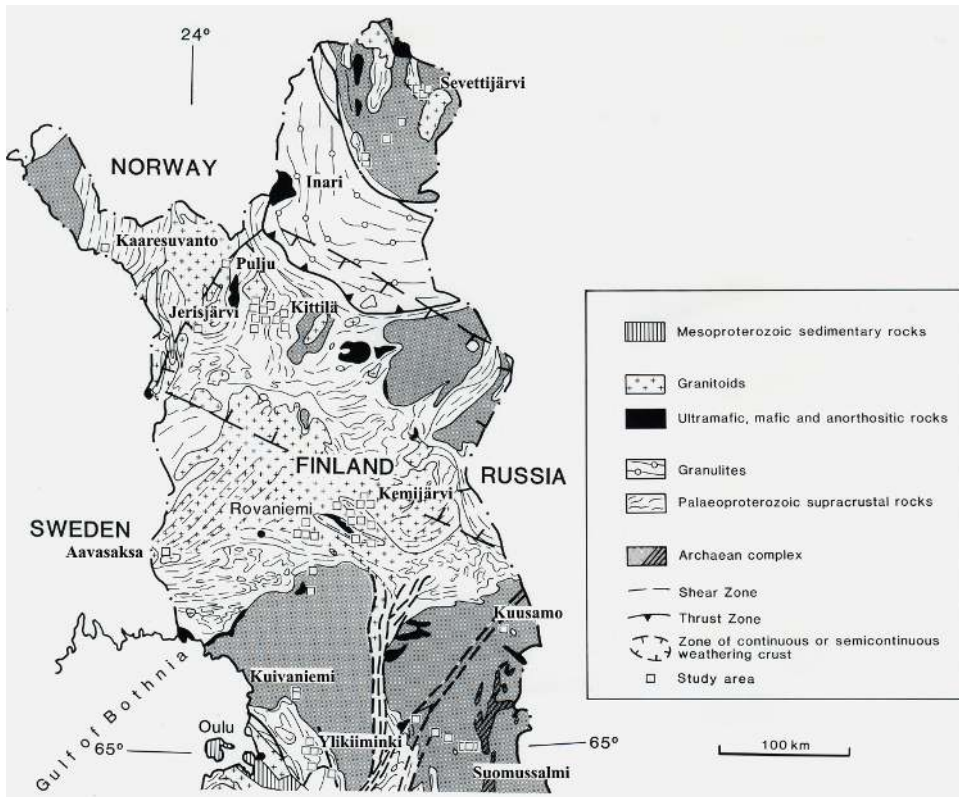 24°
Sevettijärvi
NORWAY
Inari
Kaaresuvanto
Pulju
Jerisjärvi
Kittilä
FINLAND
RUSSIA
Kemijärvi
Rovaniemi
SWEDEN
Aavasaksa
Kuusamo
Kuivaniemi
Gulf of Bothnia
Oulu
Ylikiiminki
65°
65°
Suomussalmi
100 km
Mesoproterozoic sedimentary rocks
Granitoids
Ultramafic, mafic and anorthositic rocks
Granulites
Palaeoproterozoic supracrustal rocks
Archaean complex
Shear Zone
Thrust Zone
Zone of continuous or semicontinuous
weathering crust
Study area